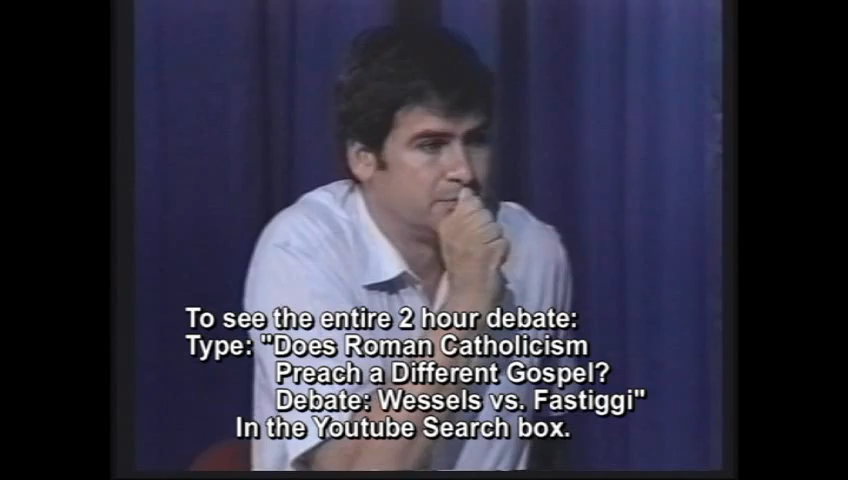 To see the entire 2 hour debate:
Type: "Does Roman Catholicism
Preach a Different Gospel?
Debate: Wessels vs. Fastiggi"
In the Youtube Search box.